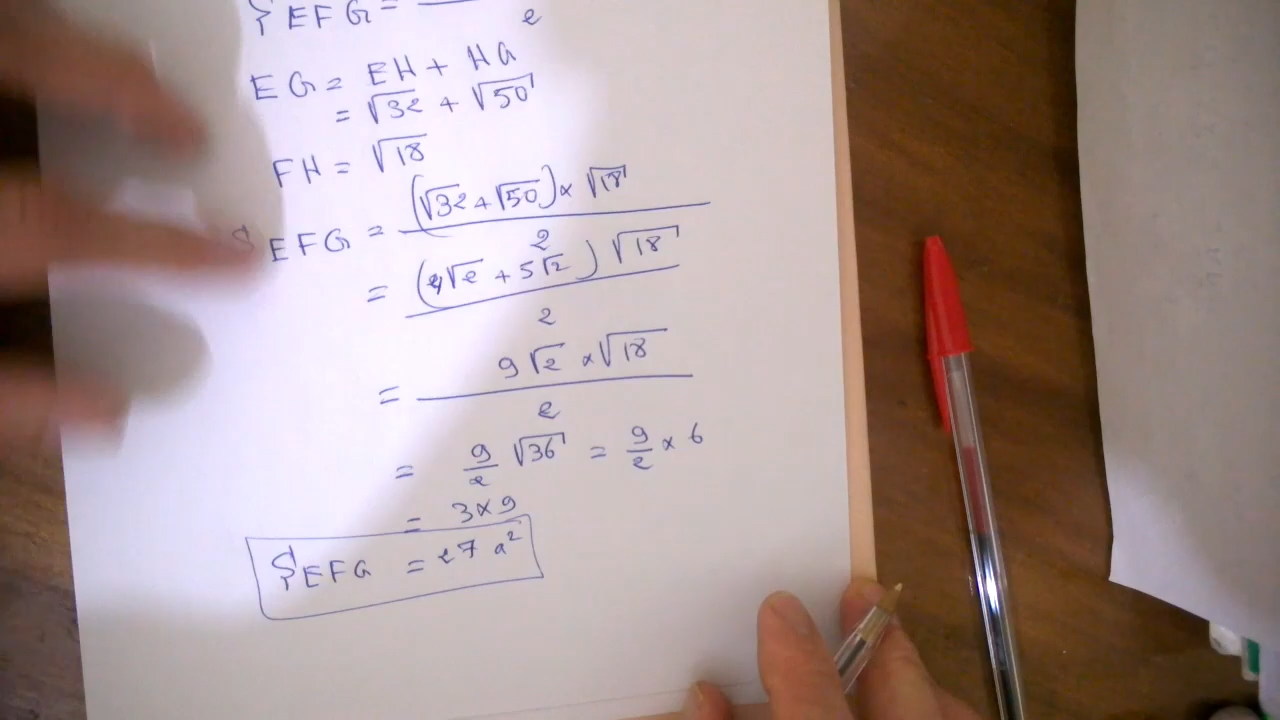 S EFG = e
EG = EH + HG
= √32 + √50
FH = √18
S EFG = (√32 + √50) × √18 / 2
= (4√2 + 5√2) √18 / 2
= 9√2 × √18 / 2
= 9/2 √36 = 9/2 × 6
= 3 × 9
S EFG = 27 a²